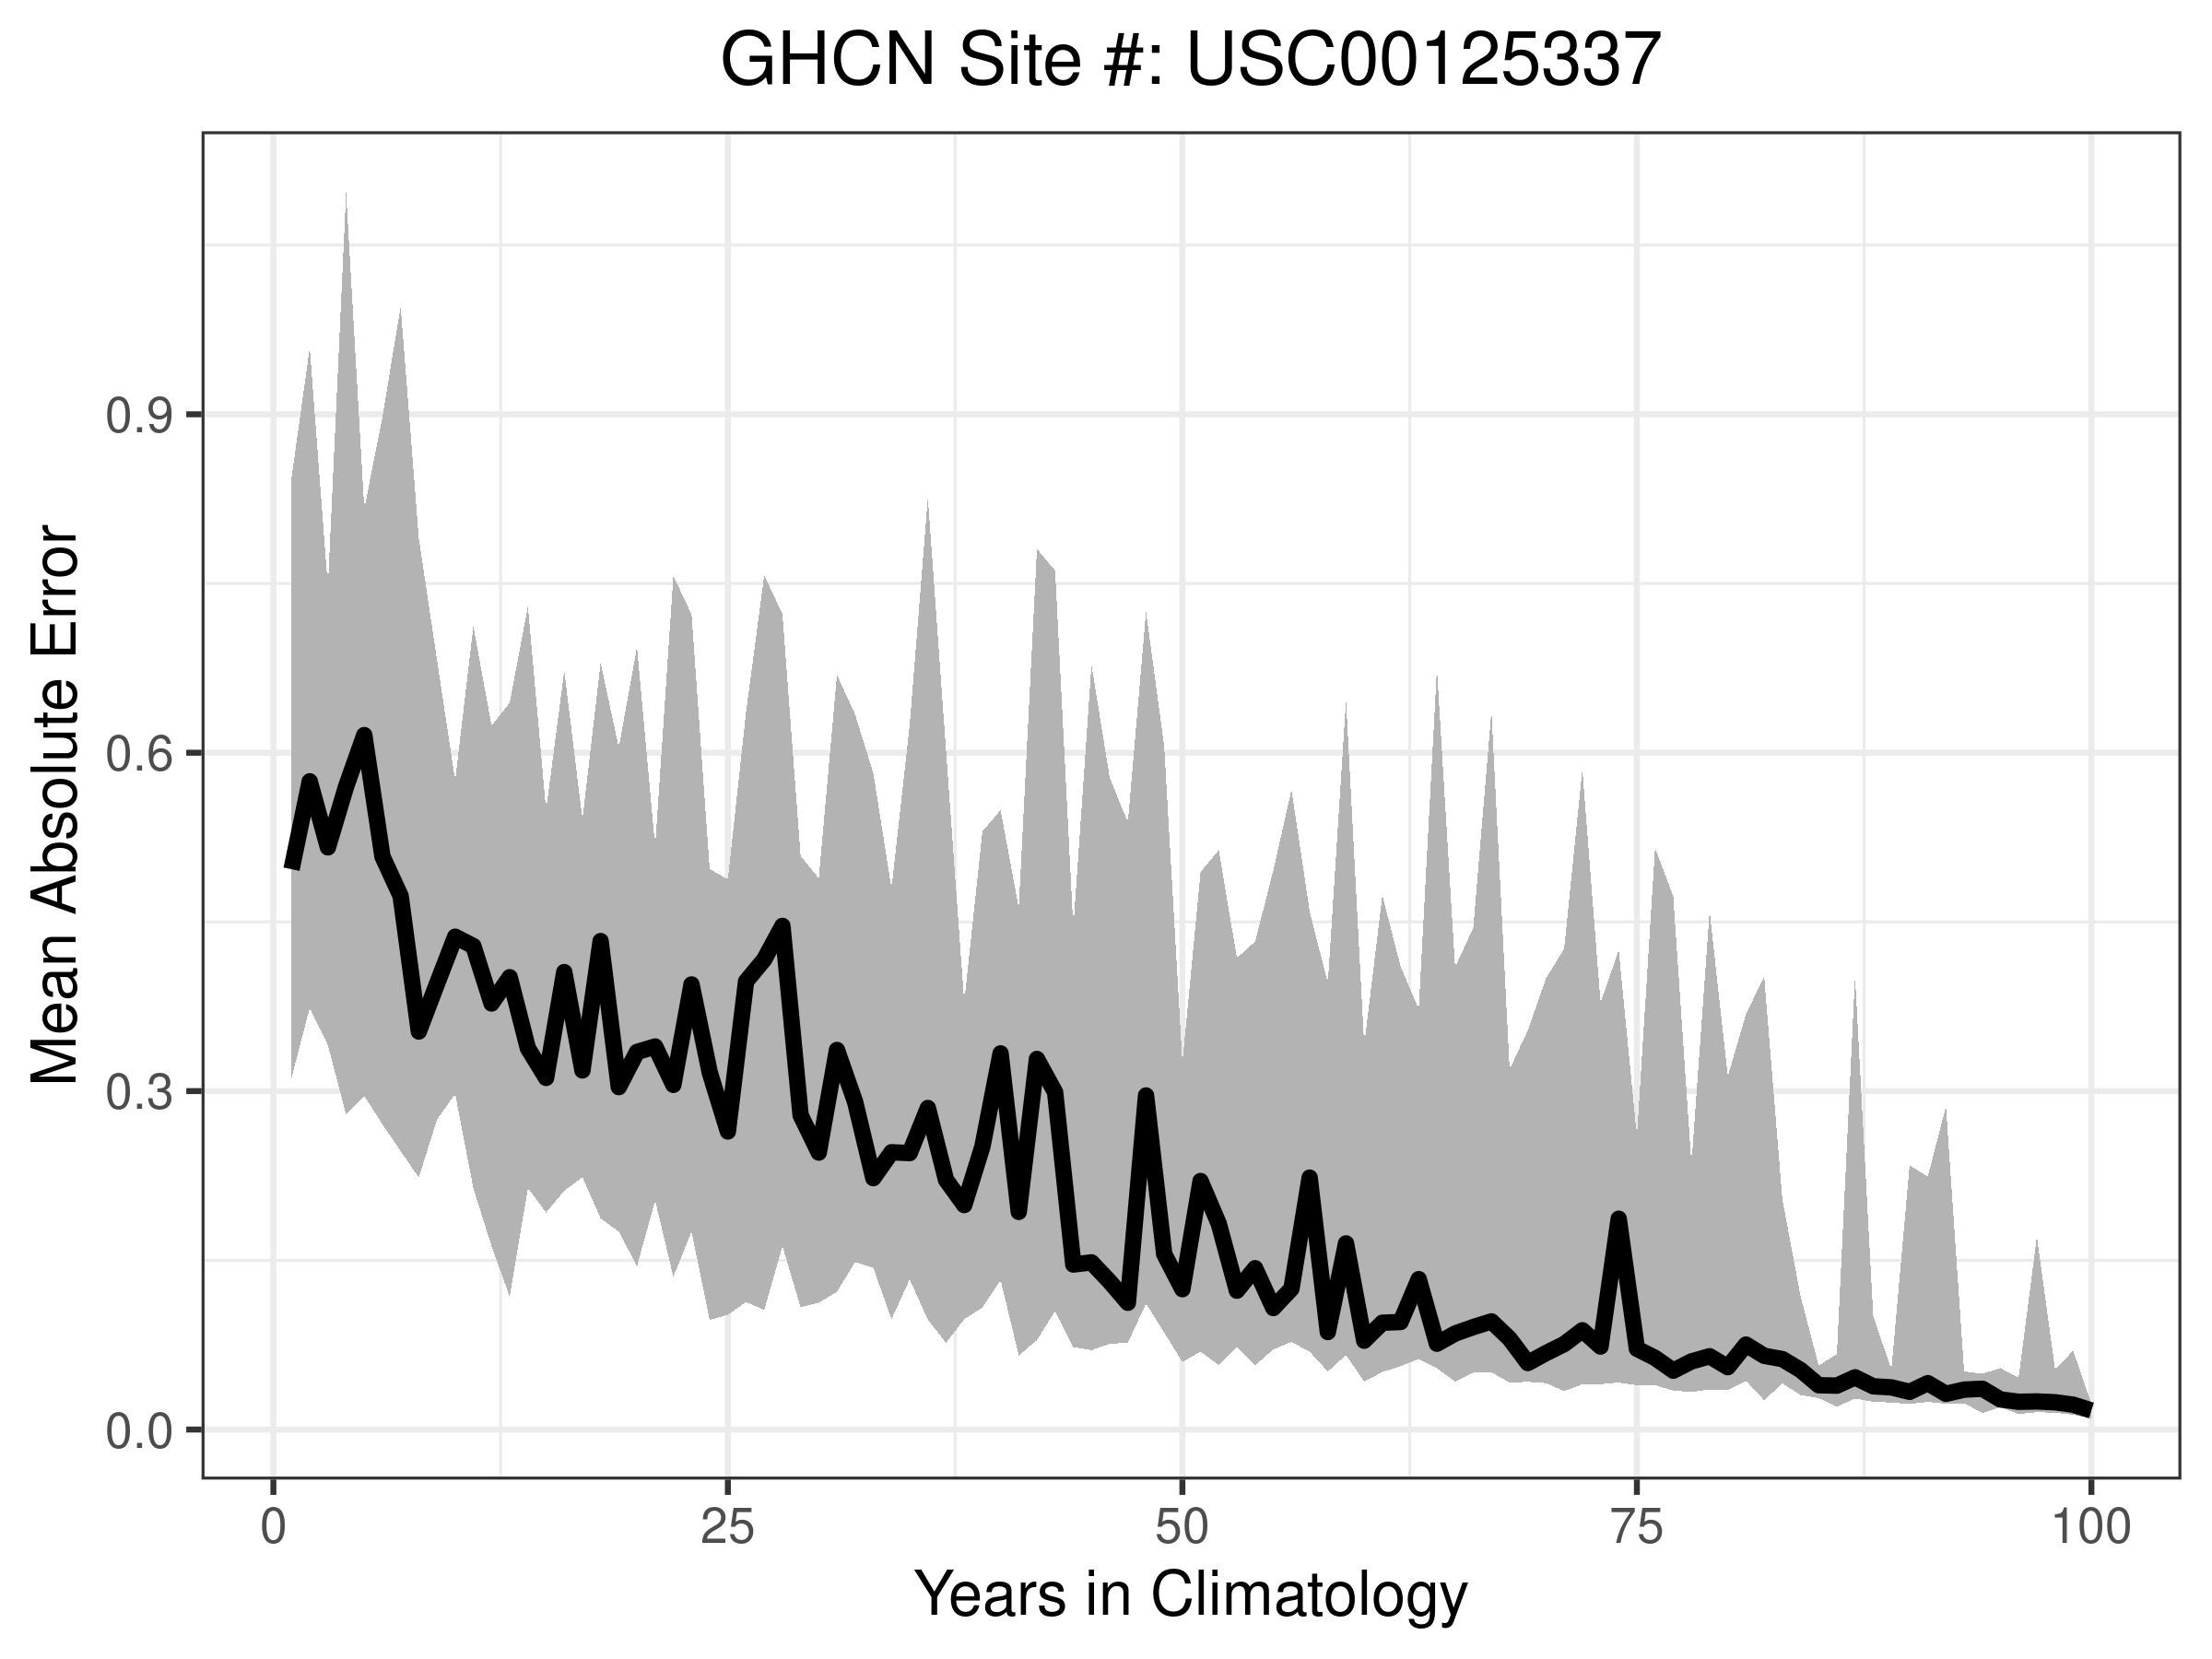 GHCN Site #: USC00125337
Mean Absolute Error
0.9
0.6
0.3
0.0
0 25 50 75 100
Years in Climatology